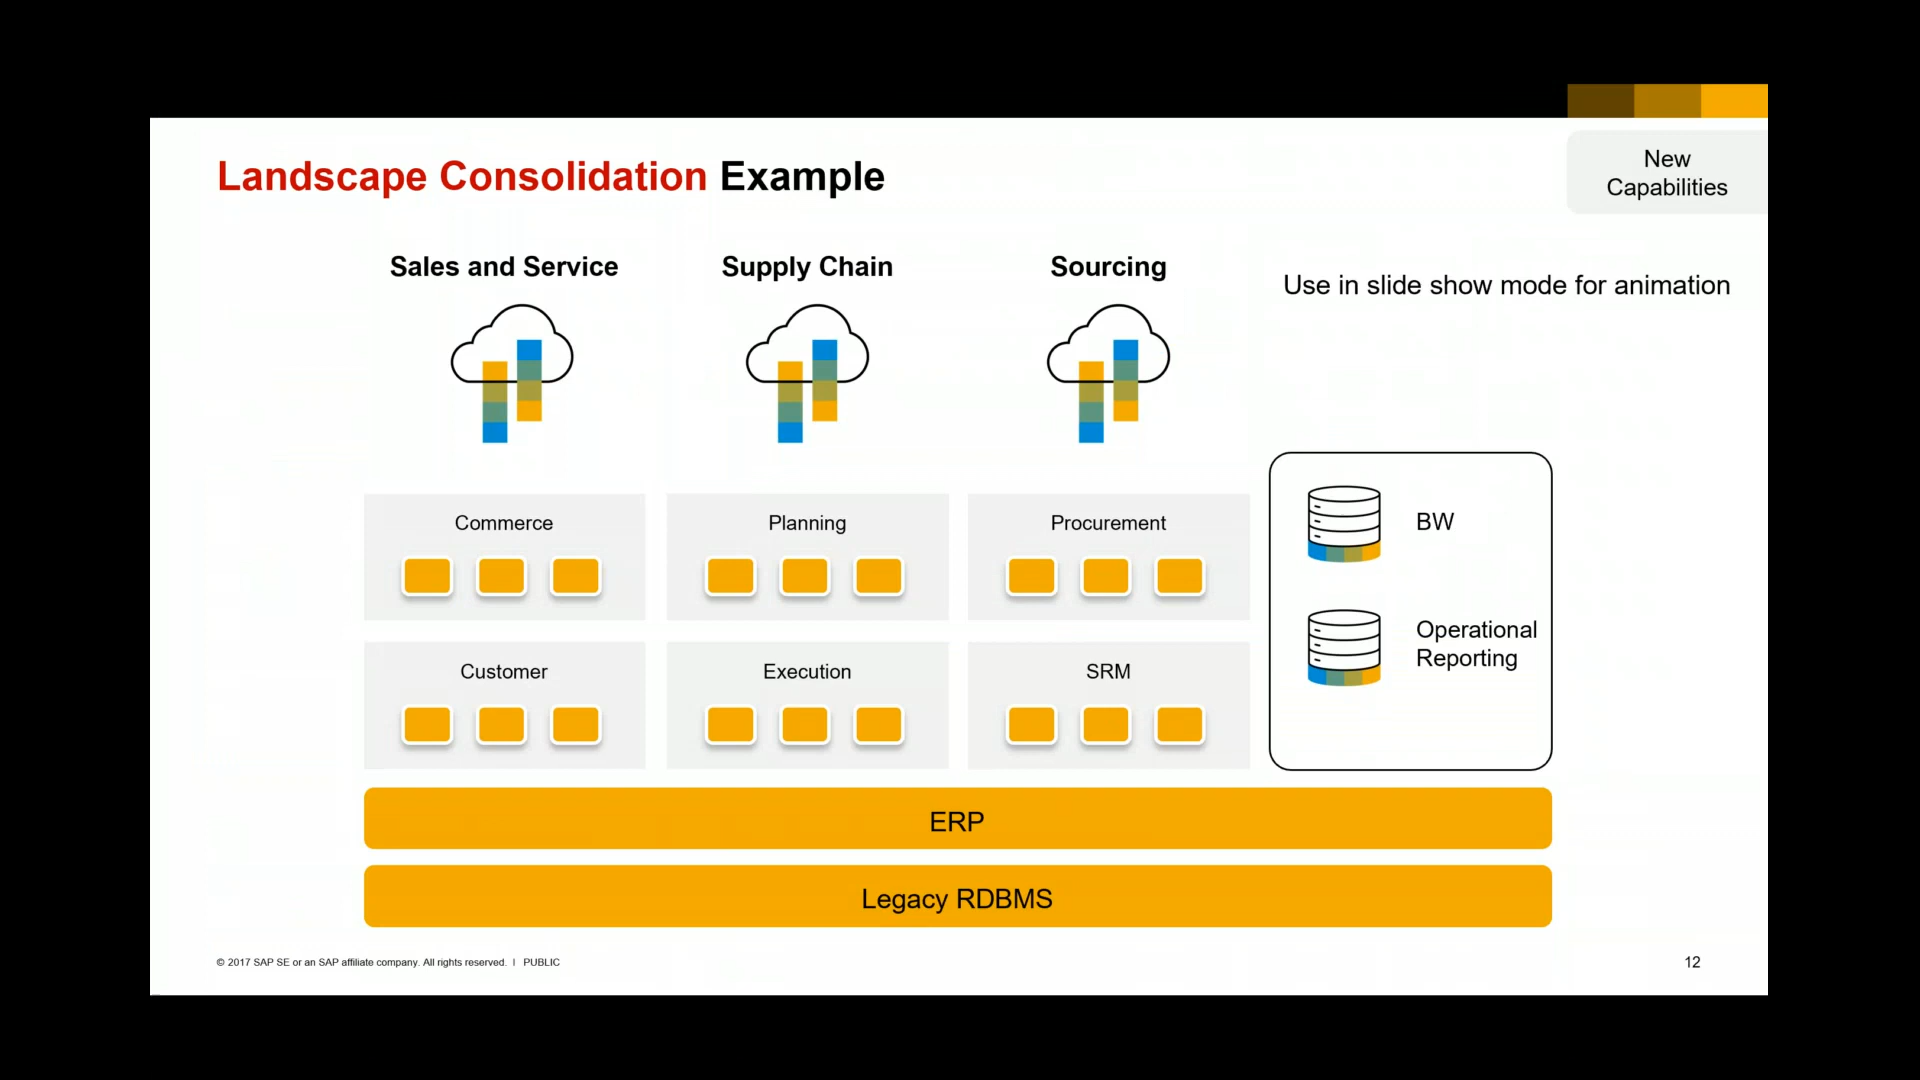 Landscape Consolidation Example
New
Capabilities
Sales and Service
Supply Chain
Sourcing
Use in slide show mode for animation
Commerce
Planning
Procurement
BW
Operational
Reporting
Customer
Execution
SRM
ERP
Legacy RDBMS
© 2017 SAP SE or an SAP affiliate company. All rights reserved. I PUBLIC
12